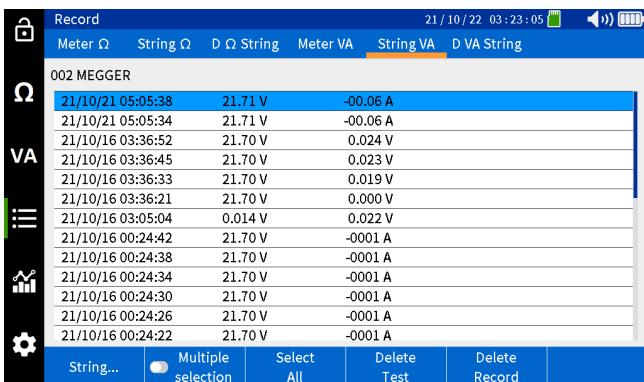 Record 21/10/22 03:23:05
Meter Ω String Ω D Ω String Meter VA String VA D VA String
002 MEGGER
Ω
VA
21/10/21 05:05:38 21.71 V -00.06 A
21/10/21 05:05:34 21.71 V -00.06 A
21/10/16 03:36:52 21.70 V 0.024 V
21/10/16 03:36:45 21.70 V 0.023 V
21/10/16 03:36:33 21.70 V 0.019 V
21/10/16 03:36:21 21.70 V 0.000 V
21/10/16 03:05:04 0.014 V 0.022 V
21/10/16 00:24:42 21.70 V -0001 A
21/10/16 00:24:38 21.70 V -0001 A
21/10/16 00:24:34 21.70 V -0001 A
21/10/16 00:24:30 21.70 V -0001 A
21/10/16 00:24:26 21.70 V -0001 A
21/10/16 00:24:22 21.70 V -0001 A
String... Multiple selection Select All Delete Test Delete Record